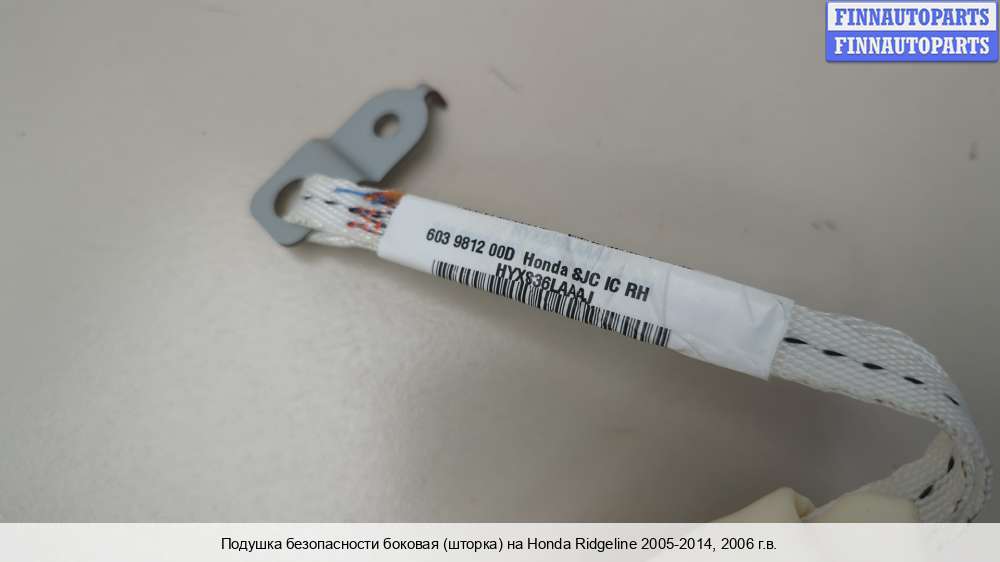 FINNAUTOPARTS
FINNAUTOPARTS
603 9812 00D Honda SJC IC RH
HYX836LAAAJ
Подушка безопасности боковая (шторка) на Honda Ridgeline 2005-2014, 2006 г.в.